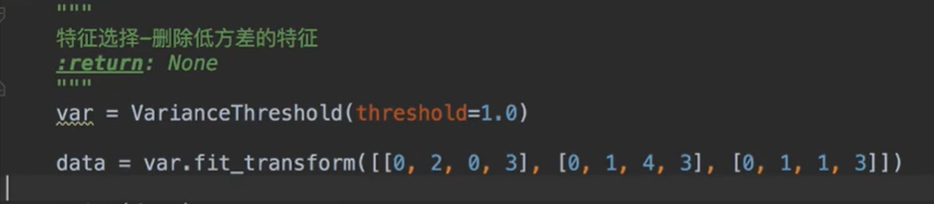 """
特征选择-删除低方差的特征
:return: None
"""
var = VarianceThreshold(threshold=1.0)
data = var.fit_transform([[0, 2, 0, 3], [0, 1, 4, 3], [0, 1, 1, 3]])